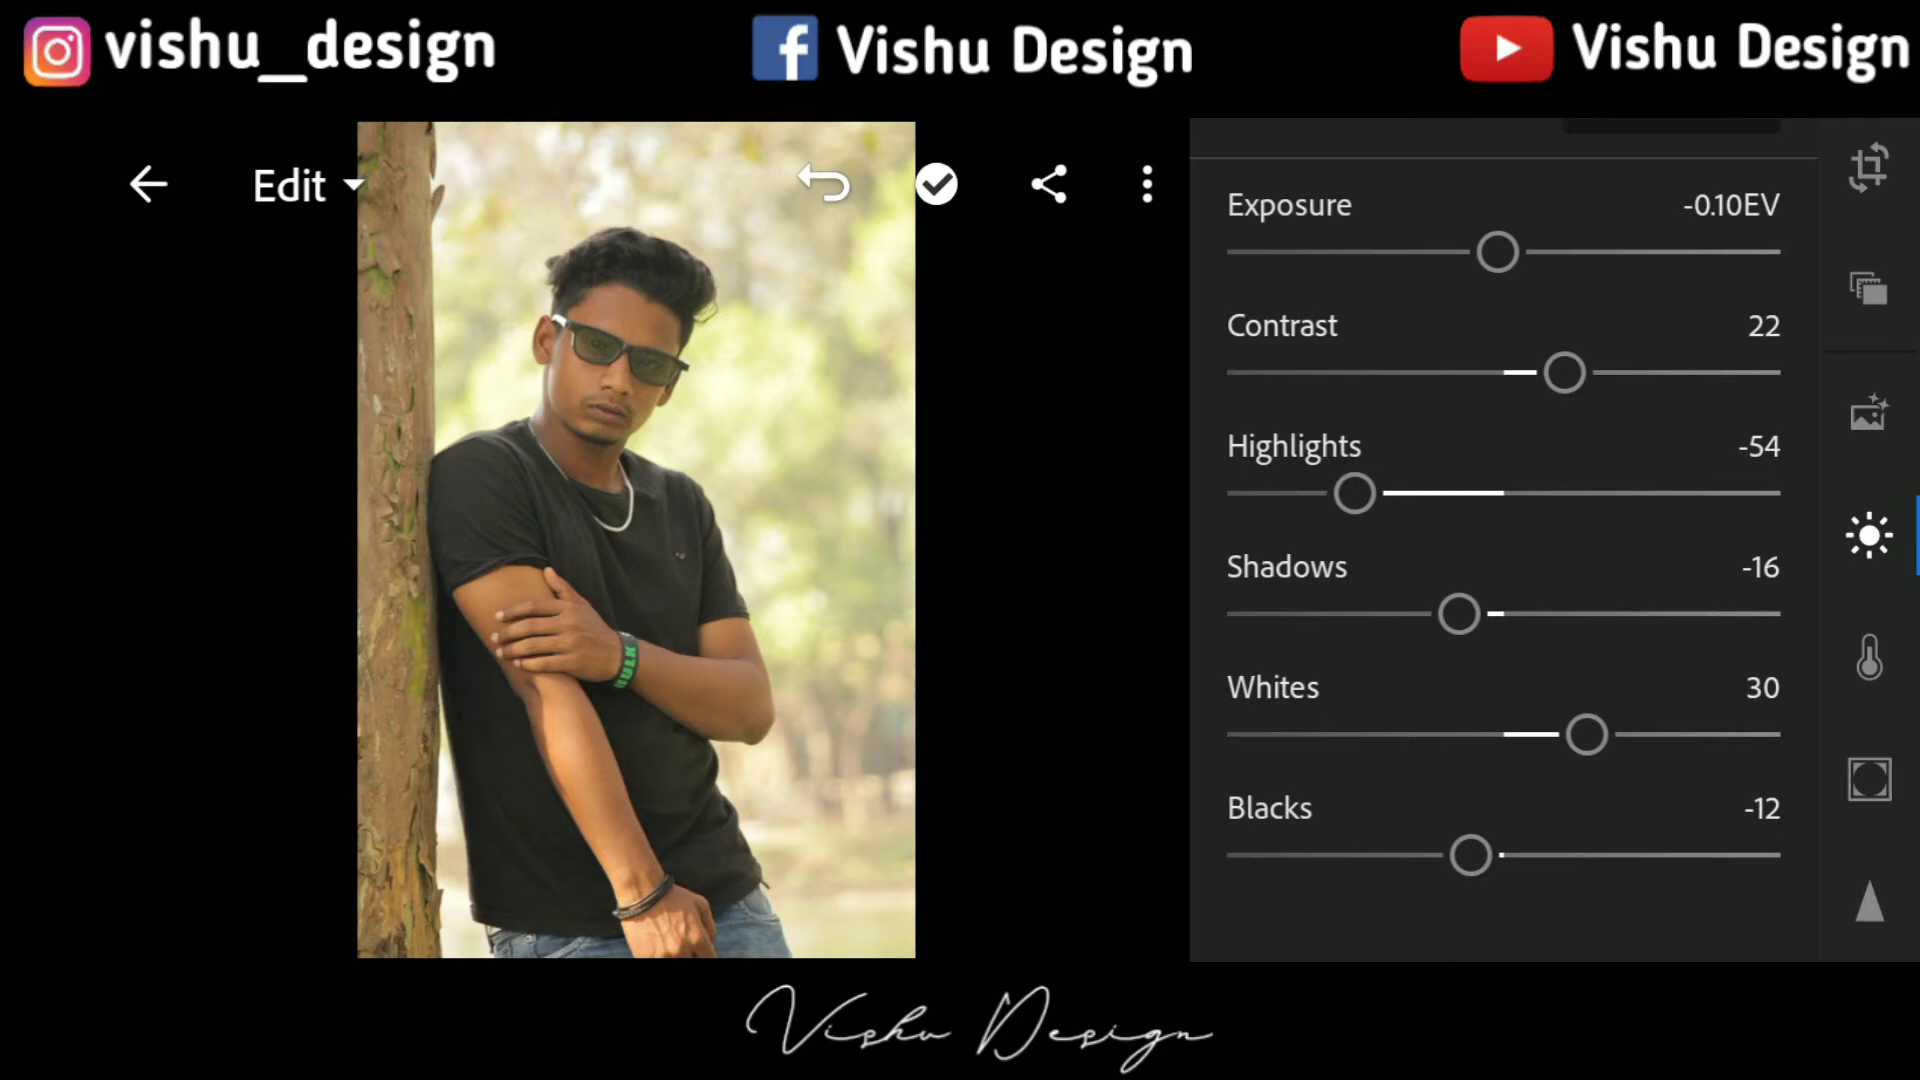 vishu_design
Vishu Design
Vishu Design
Edit
Exposure -0.10EV
Contrast 22
Highlights -54
Shadows -16
Whites 30
Blacks -12
HULK
Vishu Design